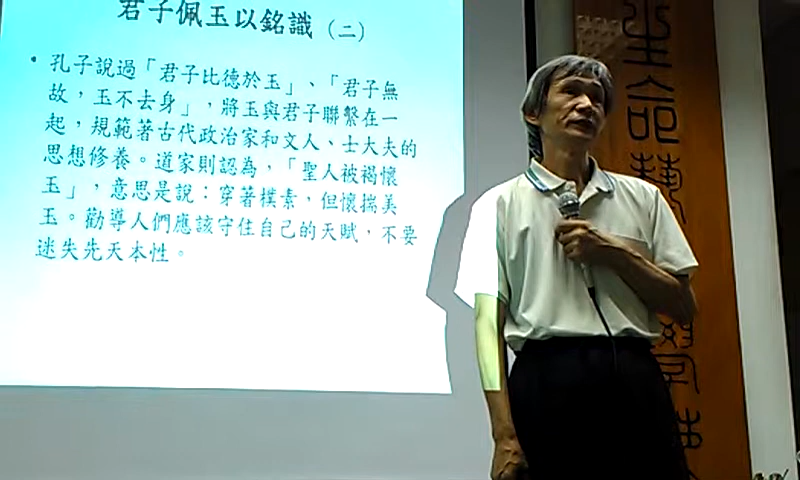 君子佩玉以銘識（二）
• 孔子說過「君子比德於玉」、「君子無
故，玉不去身」，將玉與君子聯繫在一
起，規範著古代政治家和文人、士大夫的
思想修養。道家則認為，「聖人被褐懷
玉」，意思是說：穿著樸素，但懷揣美
玉。勸導人們應該守住自己的天賦，不要
迷失先天本性。
生命藝
學